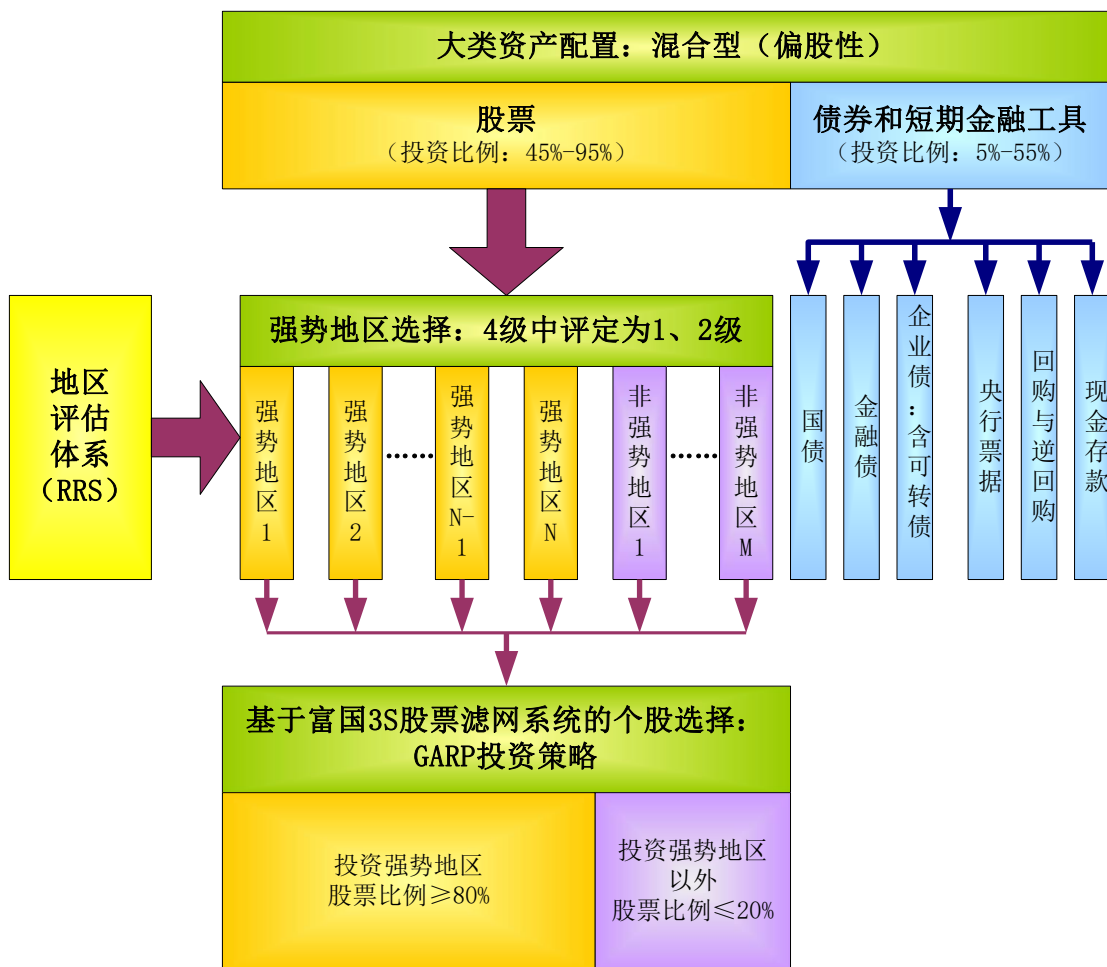 大类资产配置：混合型（偏股性）
股票
（投资比例：45%-95%）
债券和短期金融工具
（投资比例：5%-55%）
地区
评估
体系
（RRS）
强势地区选择：4级中评定为1、2级
强势地区1
强势地区2
……
强势地区N-1
强势地区N
非强势地区1
……
非强势地区M
国债
金融债
企业债：含可转债
央行票据
回购与逆回购
现金存款
基于富国3S股票滤网系统的个股选择：
GARP投资策略
投资强势地区
股票比例≥80%
投资强势地区
以外
股票比例≤20%